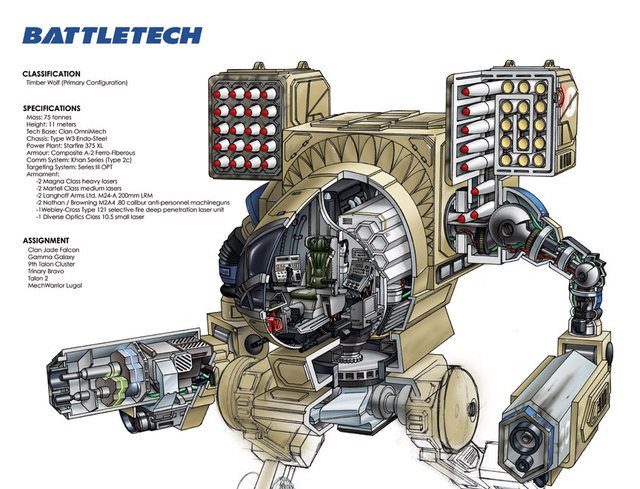 BATTLETECH
CLASSIFICATION
Timber Wolf (Primary Configuration)
SPECIFICATIONS
Mass: 75 tonnes
Height: 11 meters
Tech Base: Clan OmniMech
Chassis: Type W3 Endo-Steel
Power Plant: Starfire 375 XL
Armour: Composite A-2 Ferro-Fiberous
Comm System: Khan Series (Type 2c)
Targeting System: Series III OPT
Armament:
-2 Magna Class heavy lasers
-2 Martell Class medium lasers
-2 Langhoff Arms Ltd. M24-A 200mm LRM
-2 Nathan / Browning M2A4 .80 calibur anti-personnel machineguns
-1Webley-Cross Type 121 selective fire deep penetration laser unit
-1 Diverse Optics Class 10.5 small laser
ASSIGNMENT
Clan Jade Falcon
Gamma Galaxy
9th Talon Cluster
Trinary Bravo
Talon 2
MechWarrior Lugal